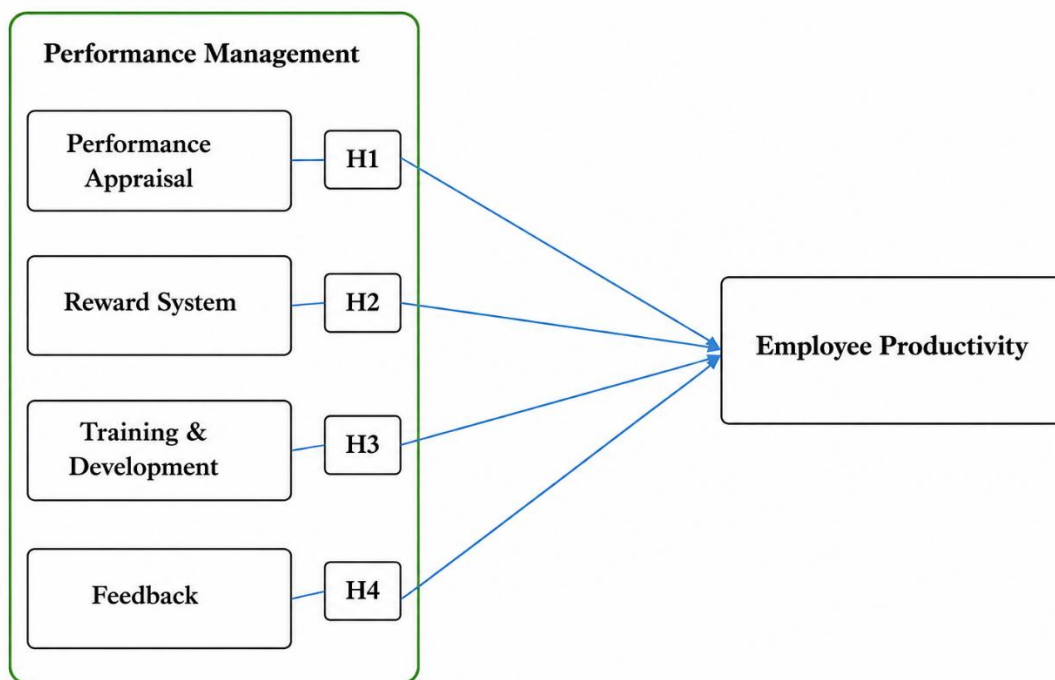 Performance Management
Performance
Appraisal
H1
Reward System
H2
Training &
Development
H3
Feedback
H4
Employee Productivity